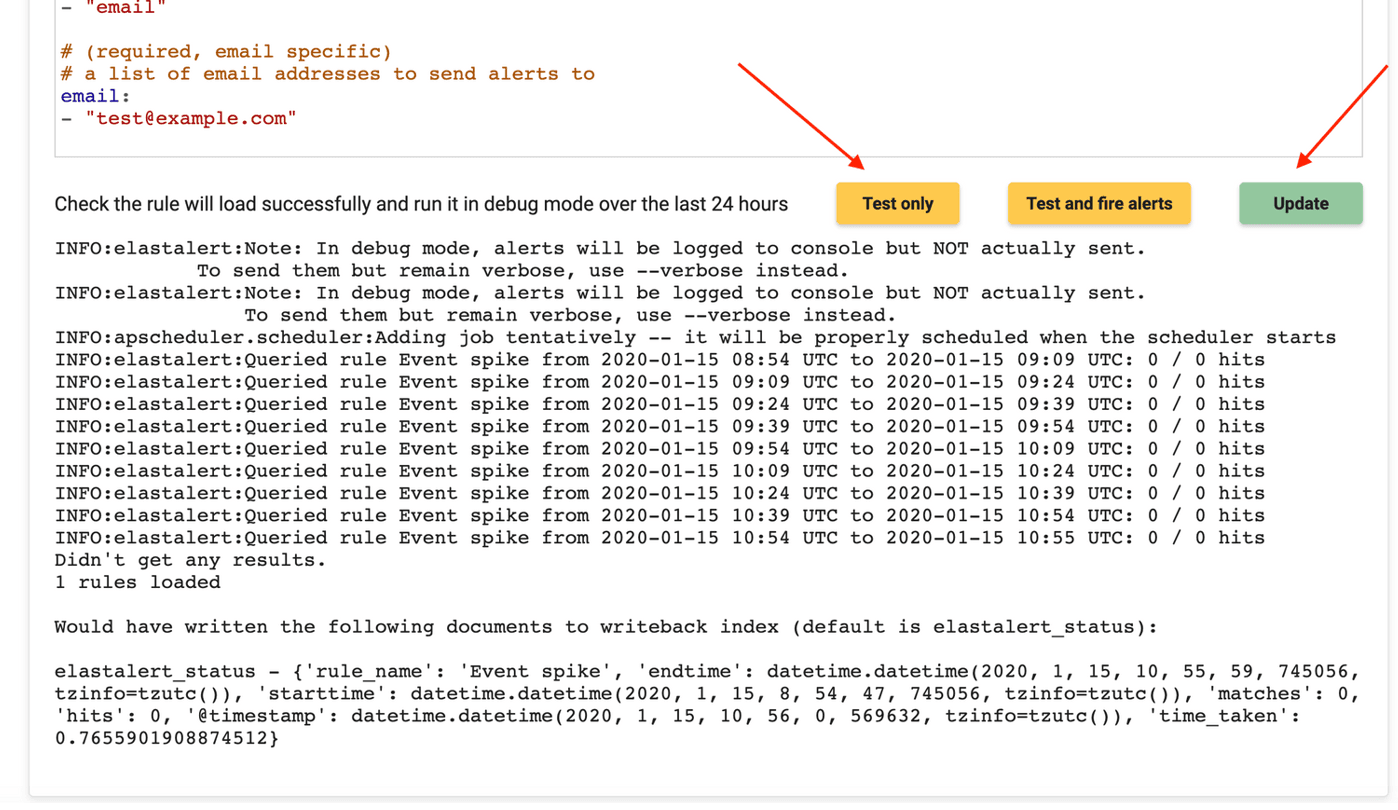 - "email"
# (required, email specific)
# a list of email addresses to send alerts to
email:
- "test@example.com"
Check the rule will load successfully and run it in debug mode over the last 24 hours
Test only
Test and fire alerts
Update
INFO:elastalert:Note: In debug mode, alerts will be logged to console but NOT actually sent.
To send them but remain verbose, use --verbose instead.
INFO:elastalert:Note: In debug mode, alerts will be logged to console but NOT actually sent.
To send them but remain verbose, use --verbose instead.
INFO:apscheduler.scheduler:Adding job tentatively -- it will be properly scheduled when the scheduler starts
INFO:elastalert:Queried rule Event spike from 2020-01-15 08:54 UTC to 2020-01-15 09:09 UTC: 0 / 0 hits
INFO:elastalert:Queried rule Event spike from 2020-01-15 09:09 UTC to 2020-01-15 09:24 UTC: 0 / 0 hits
INFO:elastalert:Queried rule Event spike from 2020-01-15 09:24 UTC to 2020-01-15 09:39 UTC: 0 / 0 hits
INFO:elastalert:Queried rule Event spike from 2020-01-15 09:39 UTC to 2020-01-15 09:54 UTC: 0 / 0 hits
INFO:elastalert:Queried rule Event spike from 2020-01-15 09:54 UTC to 2020-01-15 10:09 UTC: 0 / 0 hits
INFO:elastalert:Queried rule Event spike from 2020-01-15 10:09 UTC to 2020-01-15 10:24 UTC: 0 / 0 hits
INFO:elastalert:Queried rule Event spike from 2020-01-15 10:24 UTC to 2020-01-15 10:39 UTC: 0 / 0 hits
INFO:elastalert:Queried rule Event spike from 2020-01-15 10:39 UTC to 2020-01-15 10:54 UTC: 0 / 0 hits
INFO:elastalert:Queried rule Event spike from 2020-01-15 10:54 UTC to 2020-01-15 10:55 UTC: 0 / 0 hits
Didn't get any results.
1 rules loaded
Would have written the following documents to writeback index (default is elastalert_status):
elastalert_status - {'rule_name': 'Event spike', 'endtime': datetime.datetime(2020, 1, 15, 10, 55, 59, 745056,
tzinfo=tzutc()), 'starttime': datetime.datetime(2020, 1, 15, 8, 54, 47, 745056, tzinfo=tzutc()), 'matches': 0,
'hits': 0, '@timestamp': datetime.datetime(2020, 1, 15, 10, 56, 0, 569632, tzinfo=tzutc()), 'time_taken':
0.7655901908874512}